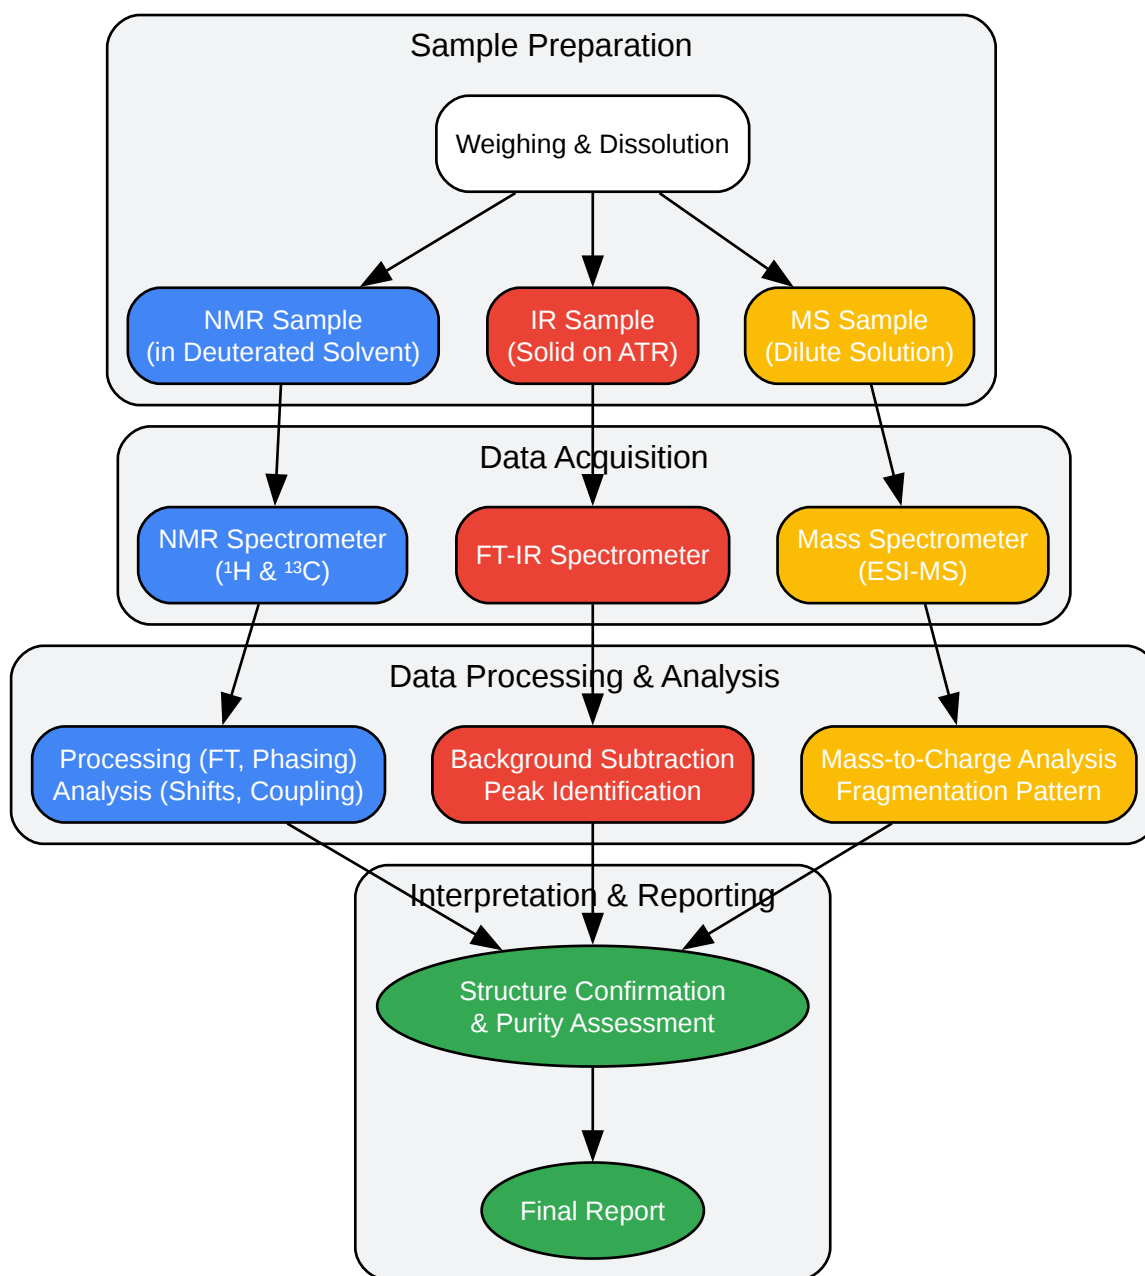 Sample Preparation
Weighing & Dissolution
NMR Sample
(in Deuterated Solvent)
IR Sample
(Solid on ATR)
MS Sample
(Dilute Solution)
Data Acquisition
NMR Spectrometer
(¹H & ¹³C)
FT-IR Spectrometer
Mass Spectrometer
(ESI-MS)
Data Processing & Analysis
Processing (FT, Phasing)
Analysis (Shifts, Coupling)
Background Subtraction
Peak Identification
Mass-to-Charge Analysis
Fragmentation Pattern
Interpretation & Reporting
Structure Confirmation
& Purity Assessment
Final Report